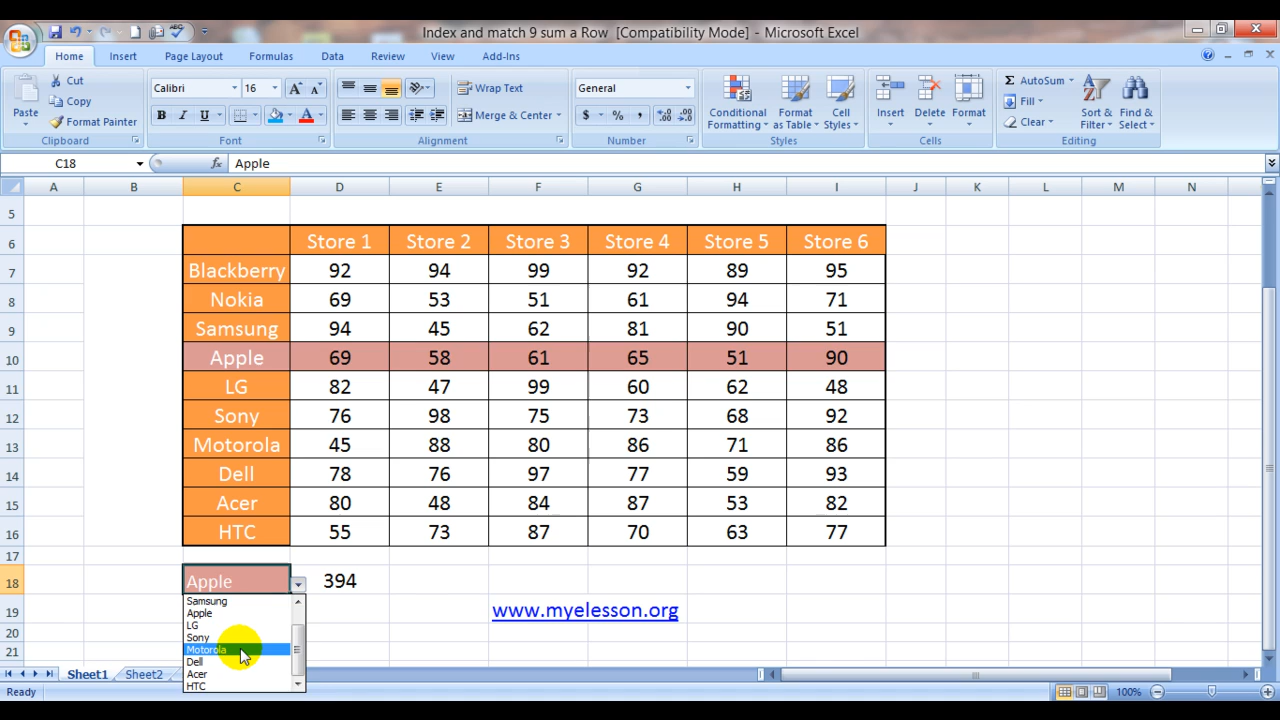 Index and match 9 sum a Row [Compatibility Mode] - Microsoft Excel
Home Insert Page Layout Formulas Data Review View Add-Ins
Cut
Copy
Format Painter
Paste
Clipboard
Calibri 16
Font
Wrap Text
Merge & Center
Alignment
General
Number
Conditional Formatting
Format as Table
Cell Styles
Styles
Insert Delete Format
Cells
AutoSum
Fill
Clear
Sort & Filter
Find & Select
Editing
C18 fx Apple
A B C D E F G H I J K L M N
5
6 Store 1 Store 2 Store 3 Store 4 Store 5 Store 6
7 Blackberry 92 94 99 92 89 95
8 Nokia 69 53 51 61 94 71
9 Samsung 94 45 62 81 90 51
10 Apple 69 58 61 65 51 90
11 LG 82 47 99 60 62 48
12 Sony 76 98 75 73 68 92
13 Motorola 45 88 80 86 71 86
14 Dell 78 76 97 77 59 93
15 Acer 80 48 84 87 53 82
16 HTC 55 73 87 70 63 77
17
18 Apple 394
Samsung
19 www.myelesson.org
Apple
LG
20
Sony
21
Motorola
Dell
Acer
HTC
Sheet1 Sheet2
Ready 100%